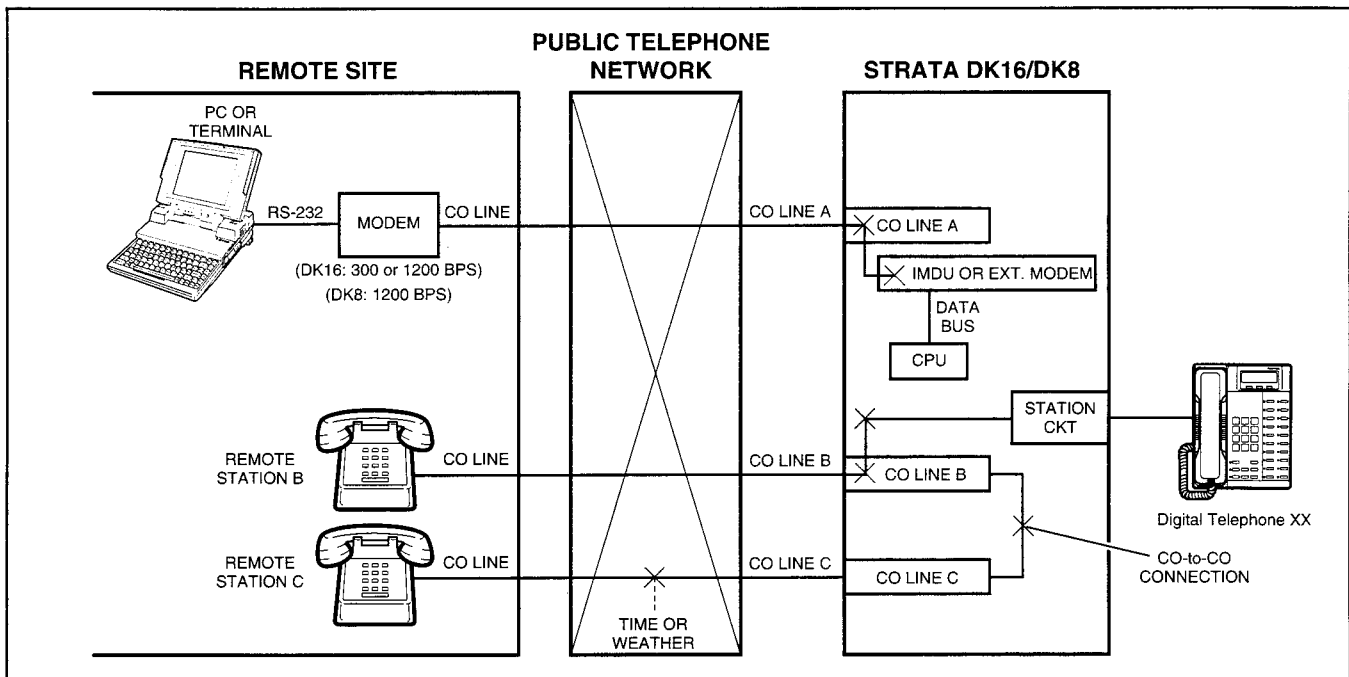 REMOTE SITE
PUBLIC TELEPHONE
NETWORK
STRATA DK16/DK8
PC OR
TERMINAL
RS-232
MODEM
CO LINE
(DK16: 300 or 1200 BPS)
(DK8: 1200 BPS)
CO LINE A
CO LINE A
IMDU OR EXT. MODEM
DATA
BUS
CPU
STATION
CKT
REMOTE
STATION B
CO LINE
CO LINE B
CO LINE B
Digital Telephone XX
CO-to-CO
CONNECTION
REMOTE
STATION C
CO LINE
TIME OR
WEATHER
CO LINE C
CO LINE C